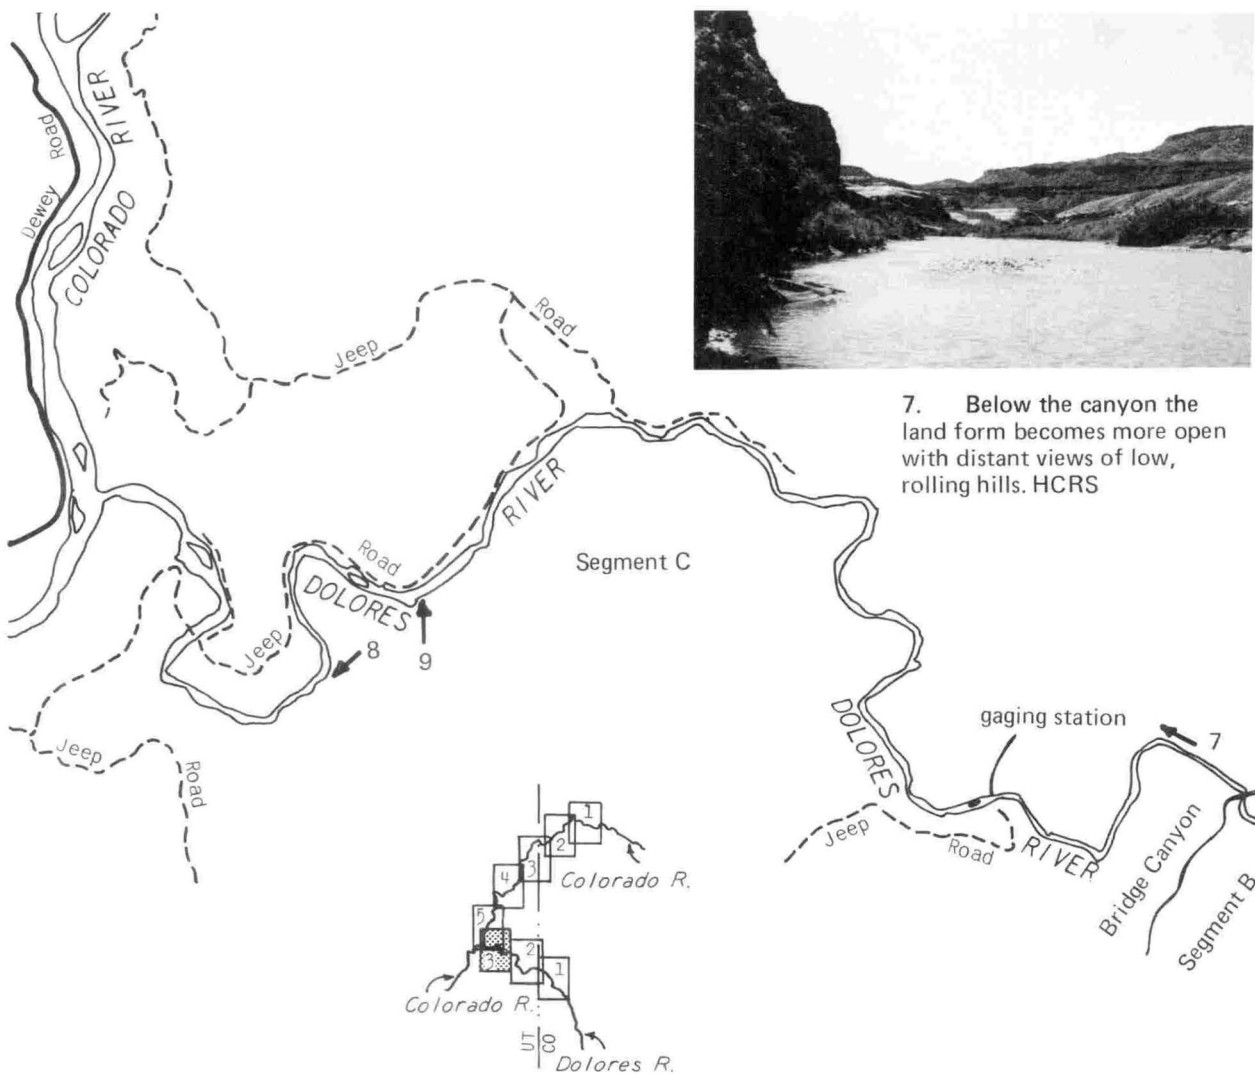 Dewey Road
COLORADO RIVER
Jeep Road
7. Below the canyon the
land form becomes more open
with distant views of low,
rolling hills. HCRS
DOLORES RIVER
Road
Jeep
Segment C
8
9
Jeep Road
DOLORES RIVER
gaging station
7
Jeep Road
Bridge Canyon
Segment B
1
2
3
4
5
Colorado R.
3
2
1
Colorado R.
UT
CO
Dolores R.